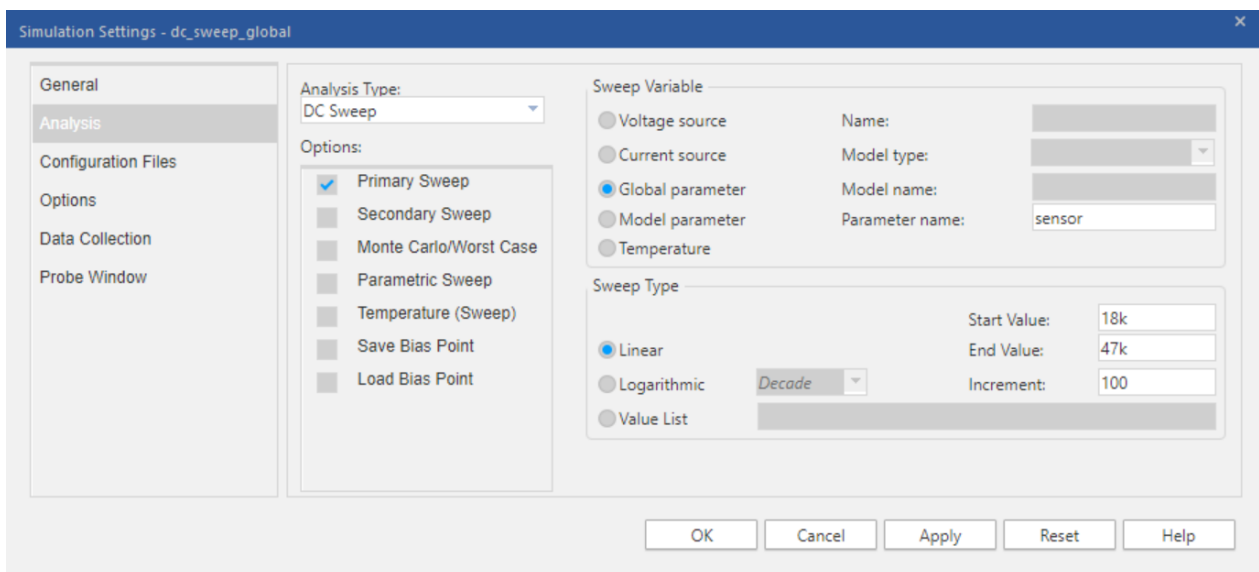 Simulation Settings - dc_sweep_global
×
General
Analysis
Configuration Files
Options
Data Collection
Probe Window
Analysis Type:
DC Sweep
Options:
Primary Sweep
Secondary Sweep
Monte Carlo/Worst Case
Parametric Sweep
Temperature (Sweep)
Save Bias Point
Load Bias Point
Sweep Variable
Voltage source Name:
Current source Model type:
Global parameter Model name:
Model parameter Parameter name: sensor
Temperature
Sweep Type
Start Value: 18k
Linear End Value: 47k
Logarithmic Decade Increment: 100
Value List
OK Cancel Apply Reset Help